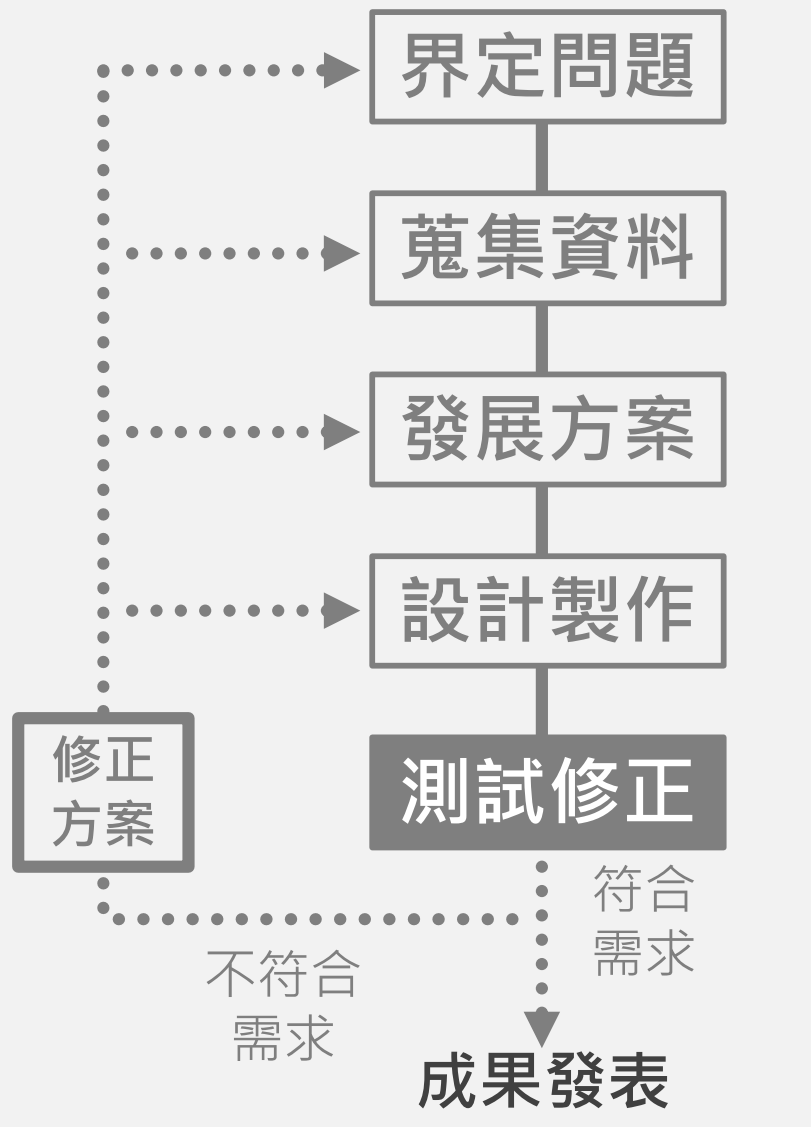 界定問題
蒐集資料
發展方案
設計製作
修正
方案
測試修正
符合
需求
不符合
需求
成果發表